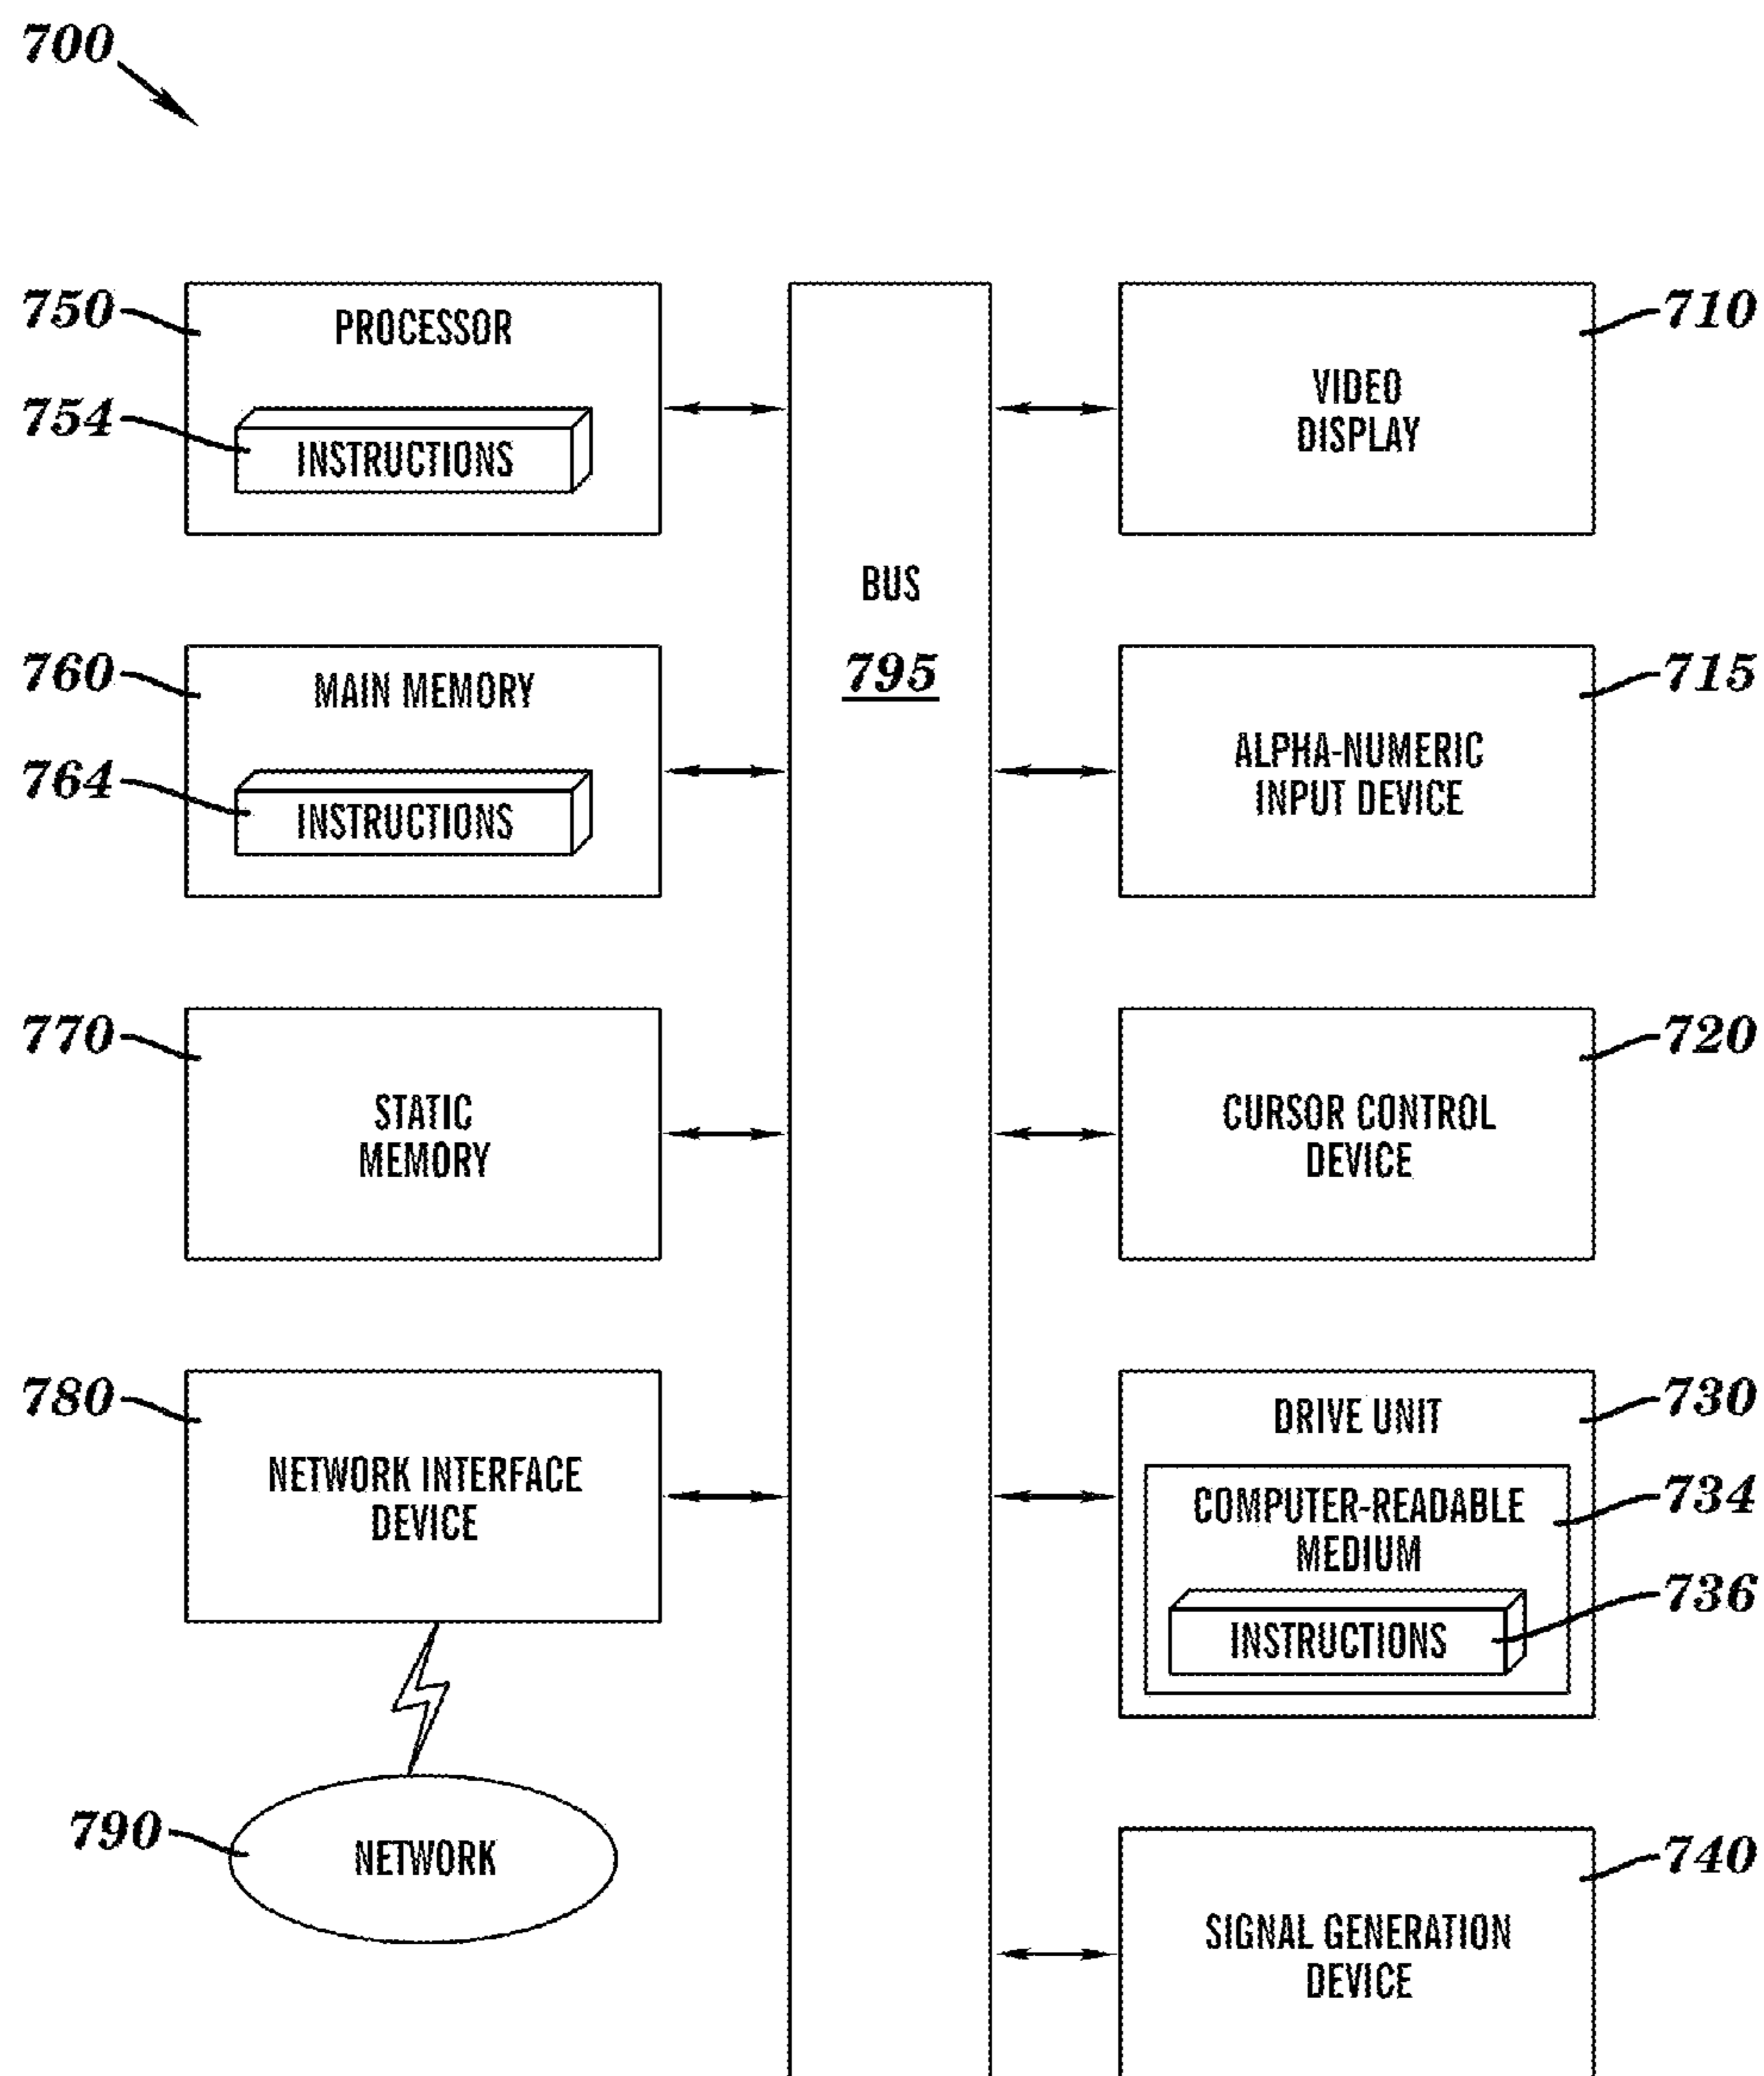 700
750
PROCESSOR
754
INSTRUCTIONS
760
MAIN MEMORY
764
INSTRUCTIONS
770
STATIC
MEMORY
780
NETWORK INTERFACE
DEVICE
790
NETWORK
BUS
795
710
VIDEO
DISPLAY
715
ALPHA-NUMERIC
INPUT DEVICE
720
CURSOR CONTROL
DEVICE
730
DRIVE UNIT
734
COMPUTER-READABLE
MEDIUM
736
INSTRUCTIONS
740
SIGNAL GENERATION
DEVICE